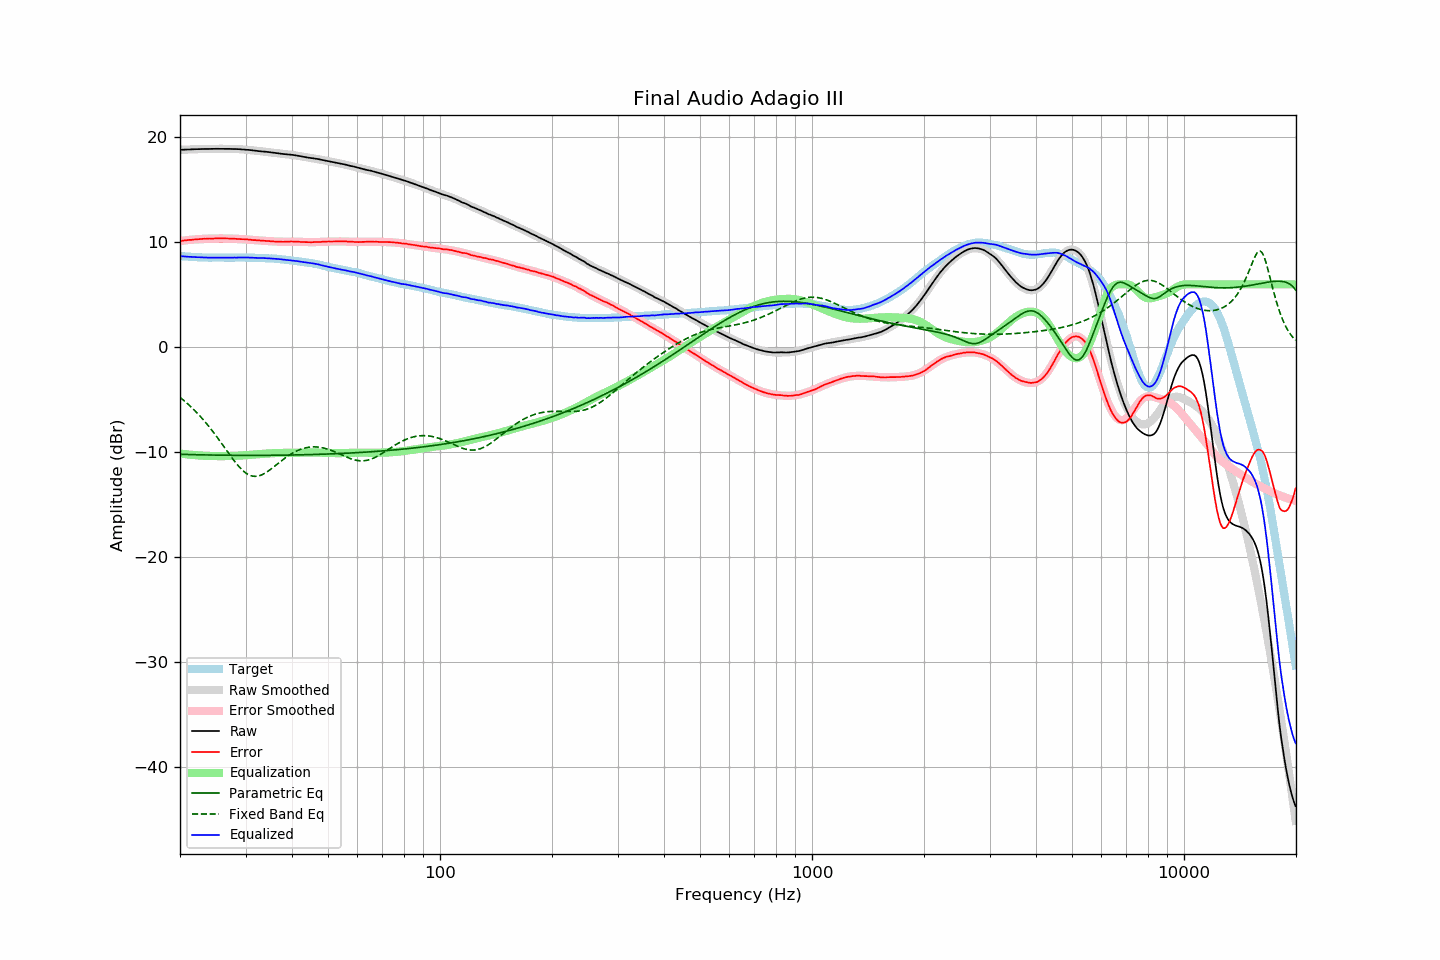 Final Audio Adagio III
20
10
0
−10
−20
−30
−40
Amplitude (dBr)
Target
Raw Smoothed
Error Smoothed
Raw
Error
Equalization
Parametric Eq
Fixed Band Eq
Equalized
100
1000
10000
Frequency (Hz)